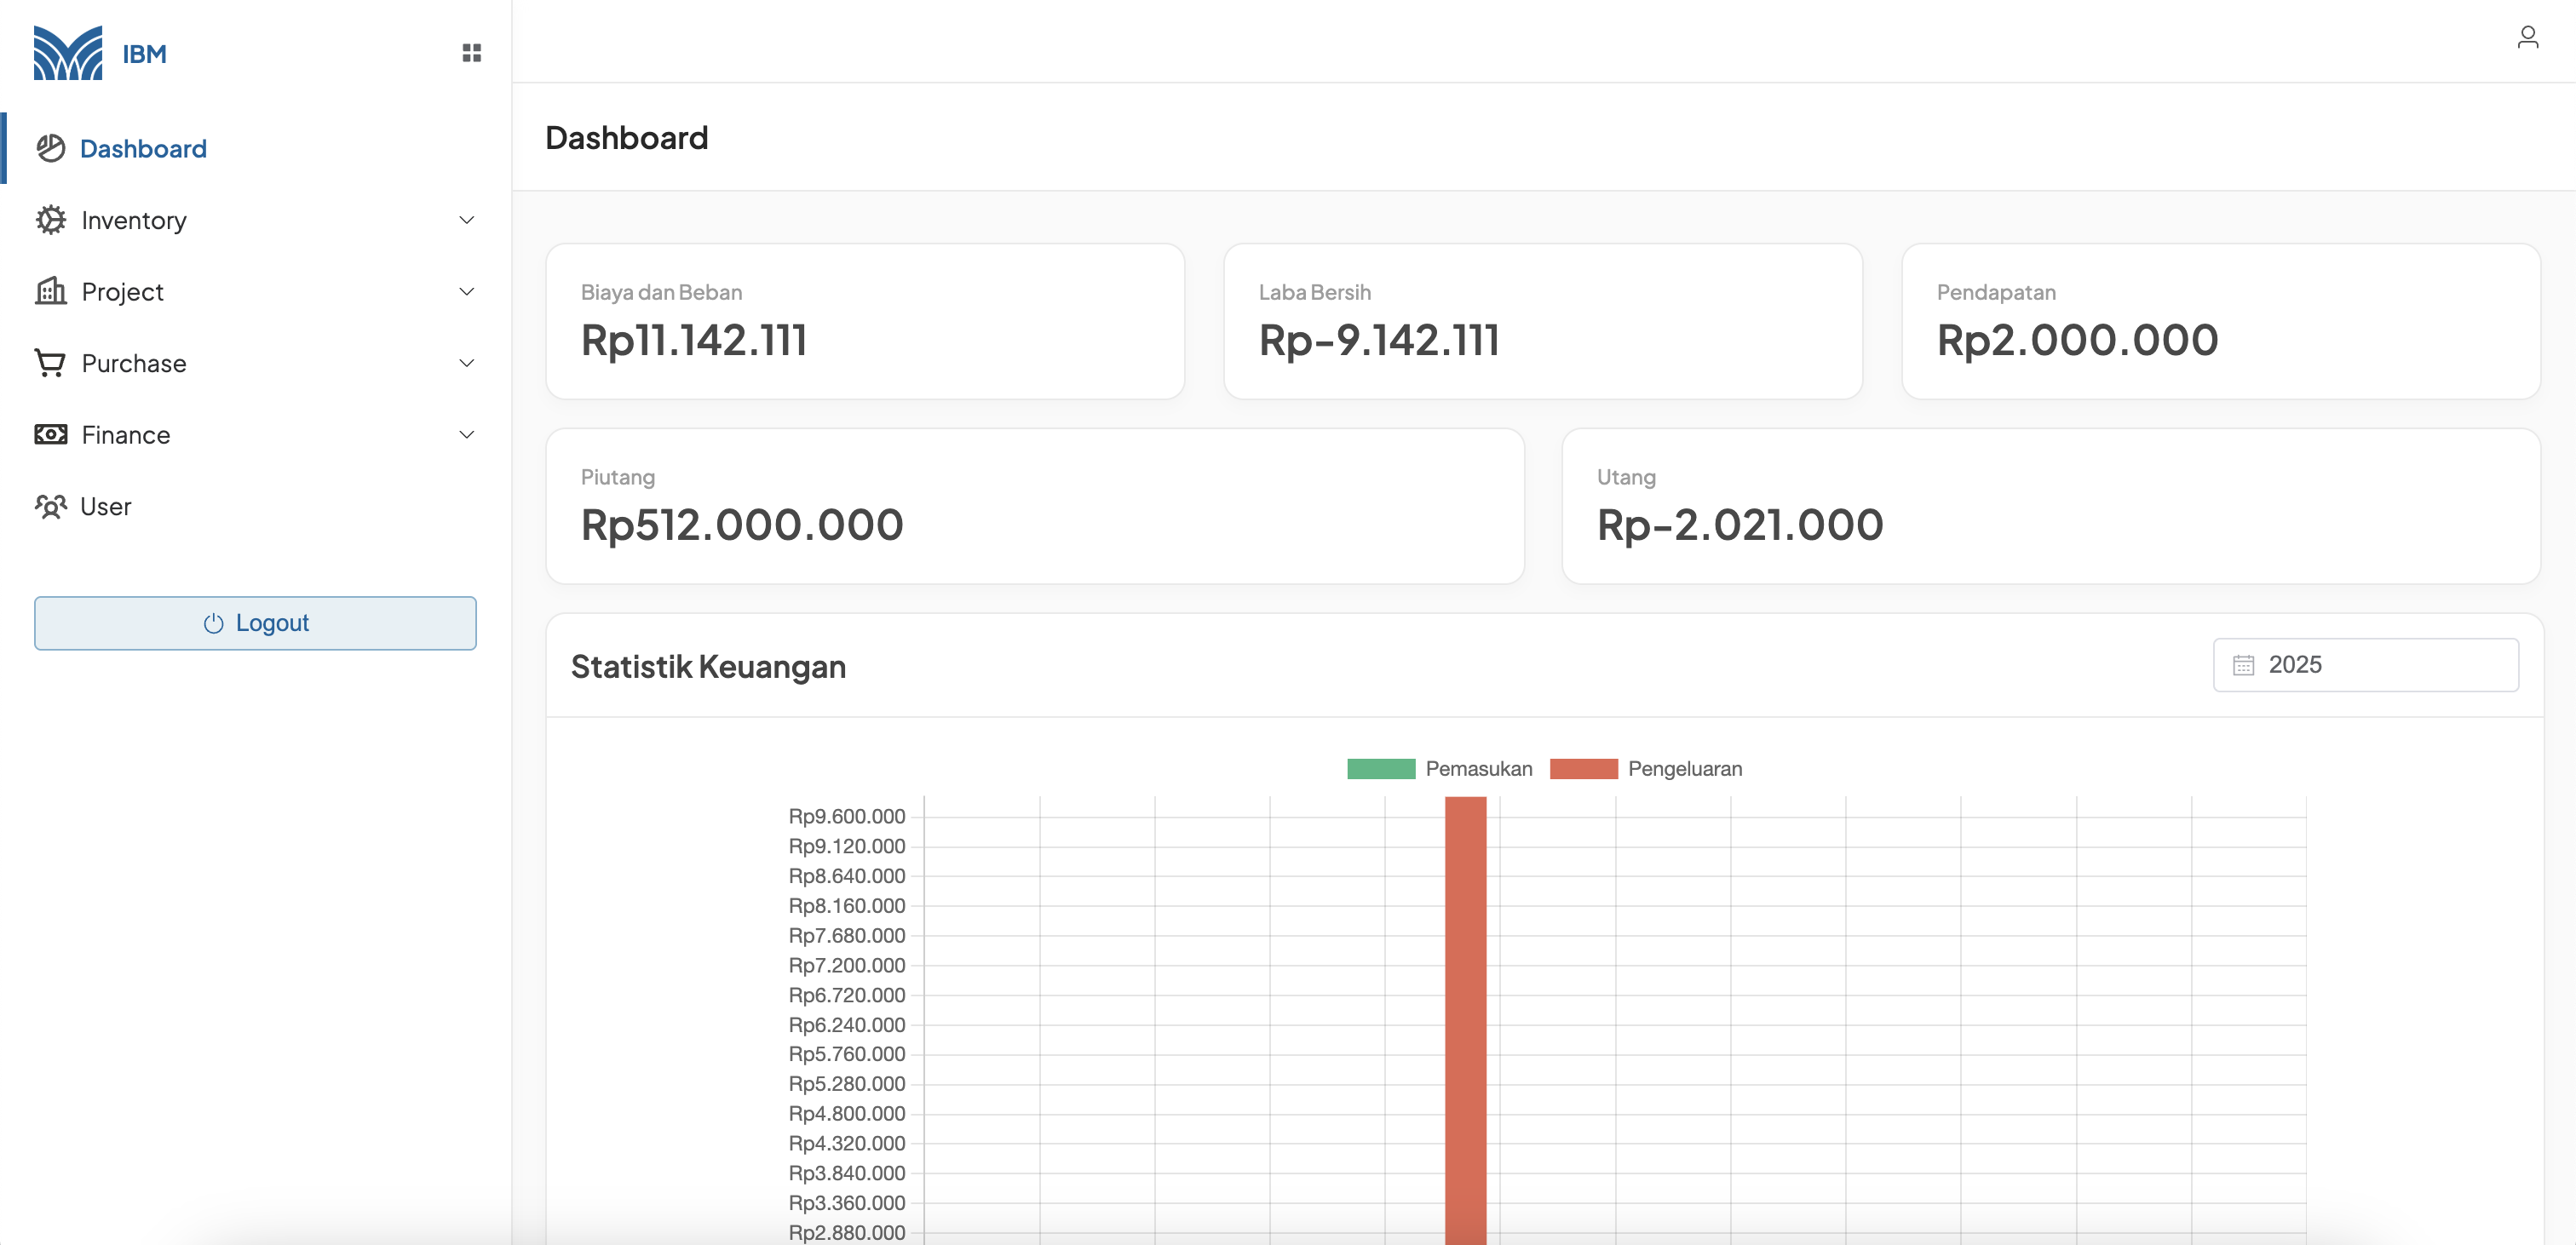 IBM
Dashboard
Inventory
Project
Purchase
Finance
User
Logout
Dashboard
Biaya dan Beban
Rp11.142.111
Laba Bersih
Rp-9.142.111
Pendapatan
Rp2.000.000
Piutang
Rp512.000.000
Utang
Rp-2.021.000
Statistik Keuangan
2025
Pemasukan
Pengeluaran
Rp9.600.000
Rp9.120.000
Rp8.640.000
Rp8.160.000
Rp7.680.000
Rp7.200.000
Rp6.720.000
Rp6.240.000
Rp5.760.000
Rp5.280.000
Rp4.800.000
Rp4.320.000
Rp3.840.000
Rp3.360.000
Rp2.880.000